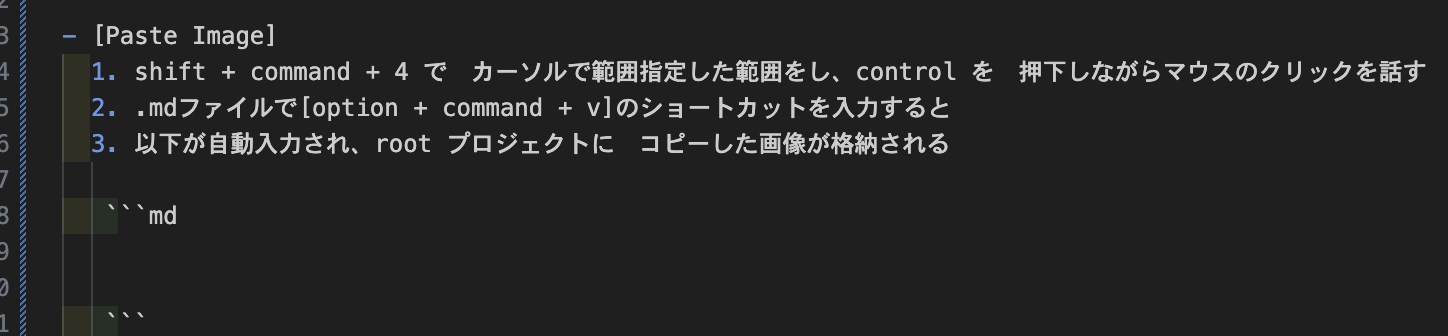 3 - [Paste Image]
4 1. shift + command + 4 で　カーソルで範囲指定した範囲をし、control を　押下しながらマウスのクリックを話す
5 2. .mdファイルで[option + command + v]のショートカットを入力すると
6 3. 以下が自動入力され、root プロジェクトに　コピーした画像が格納される
7
8 ```md
9
0
1 ```